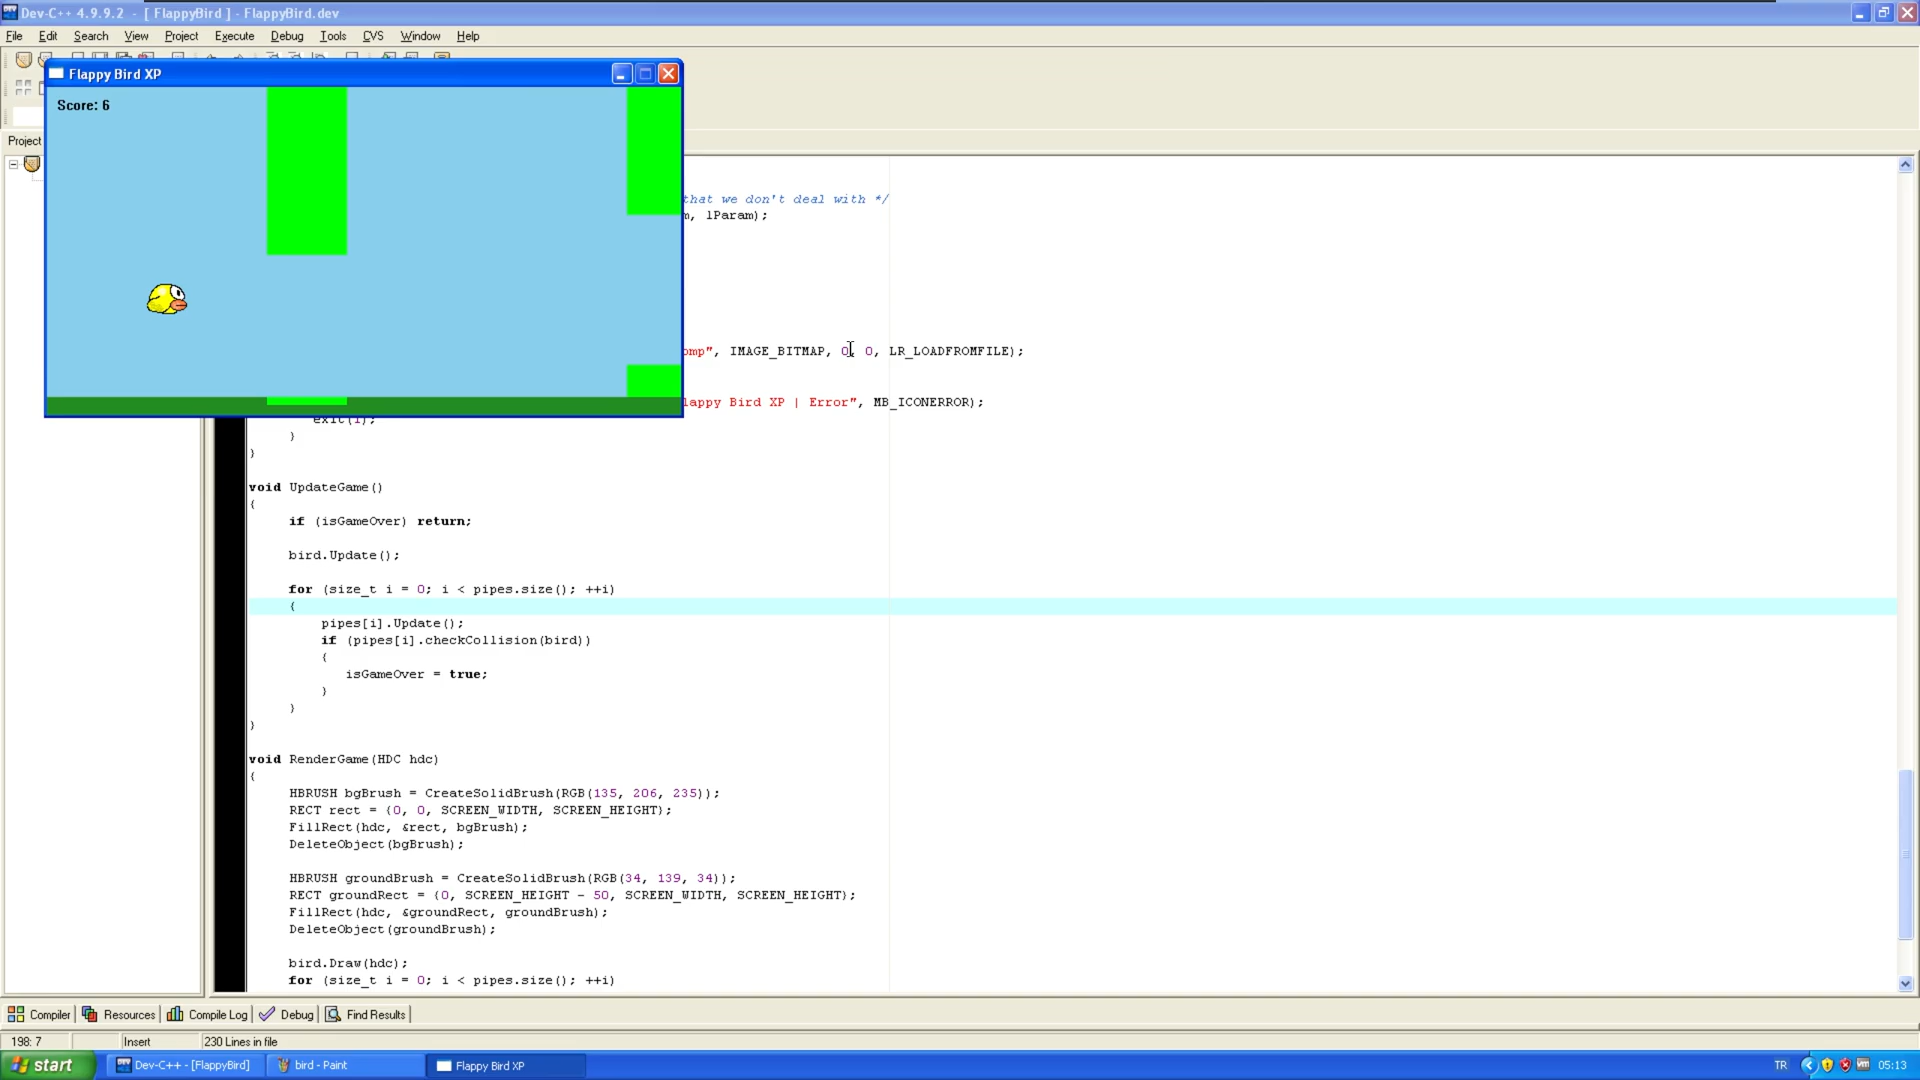 Dev-C++ 4.9.9.2 - [ FlappyBird ] - FlappyBird.dev
File Edit Search View Project Execute Debug Tools CVS Window Help
Flappy Bird XP
Score: 6
Project
that we don't deal with */
m, lParam);
bmp", IMAGE_BITMAP, 0, 0, LR_LOADFROMFILE);
lappy Bird XP | Error", MB_ICONERROR);
exit(1);
}
}
void UpdateGame()
{
if (isGameOver) return;
bird.Update();
for (size_t i = 0; i < pipes.size(); ++i)
{
pipes[i].Update();
if (pipes[i].checkCollision(bird))
{
isGameOver = true;
}
}
}
void RenderGame(HDC hdc)
{
HBRUSH bgBrush = CreateSolidBrush(RGB(135, 206, 235));
RECT rect = {0, 0, SCREEN_WIDTH, SCREEN_HEIGHT};
FillRect(hdc, &rect, bgBrush);
DeleteObject(bgBrush);
HBRUSH groundBrush = CreateSolidBrush(RGB(34, 139, 34));
RECT groundRect = {0, SCREEN_HEIGHT - 50, SCREEN_WIDTH, SCREEN_HEIGHT};
FillRect(hdc, &groundRect, groundBrush);
DeleteObject(groundBrush);
bird.Draw(hdc);
for (size_t i = 0; i < pipes.size(); ++i)
Compiler Resources Compile Log Debug Find Results
198: 7 Insert 230 Lines in file
start Dev-C++ - [FlappyBird] bird - Paint Flappy Bird XP TR 05:13